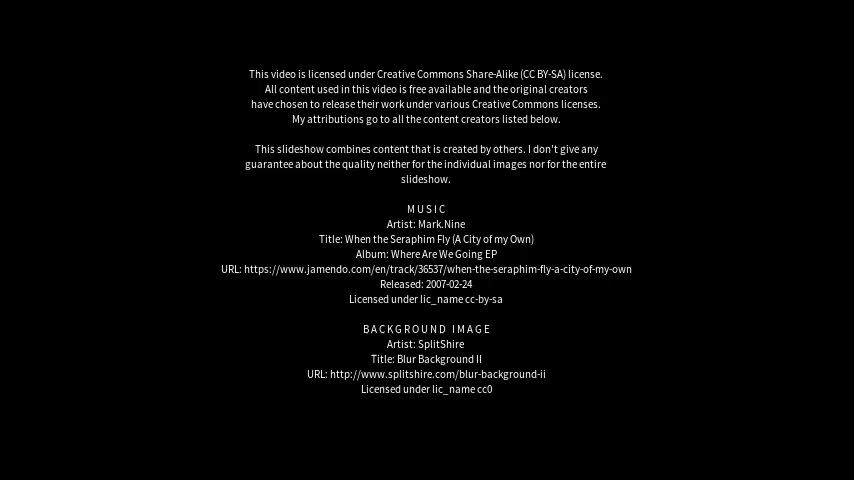 This video is licensed under Creative Commons Share-Alike (CC BY-SA) license.
All content used in this video is free available and the original creators
have chosen to release their work under various Creative Commons licenses.
My attributions go to all the content creators listed below.
This slideshow combines content that is created by others. I don't give any
guarantee about the quality neither for the individual images nor for the entire
slideshow.
MUSIC
Artist: Mark.Nine
Title: When the Seraphim Fly (A City of my Own)
Album: Where Are We Going EP
URL: https://www.jamendo.com/en/track/36537/when-the-seraphim-fly-a-city-of-my-own
Released: 2007-02-24
Licensed under lic_name cc-by-sa
BACKGROUND IMAGE
Artist: SplitShire
Title: Blur Background II
URL: http://www.splitshire.com/blur-background-ii
Licensed under lic_name cc0